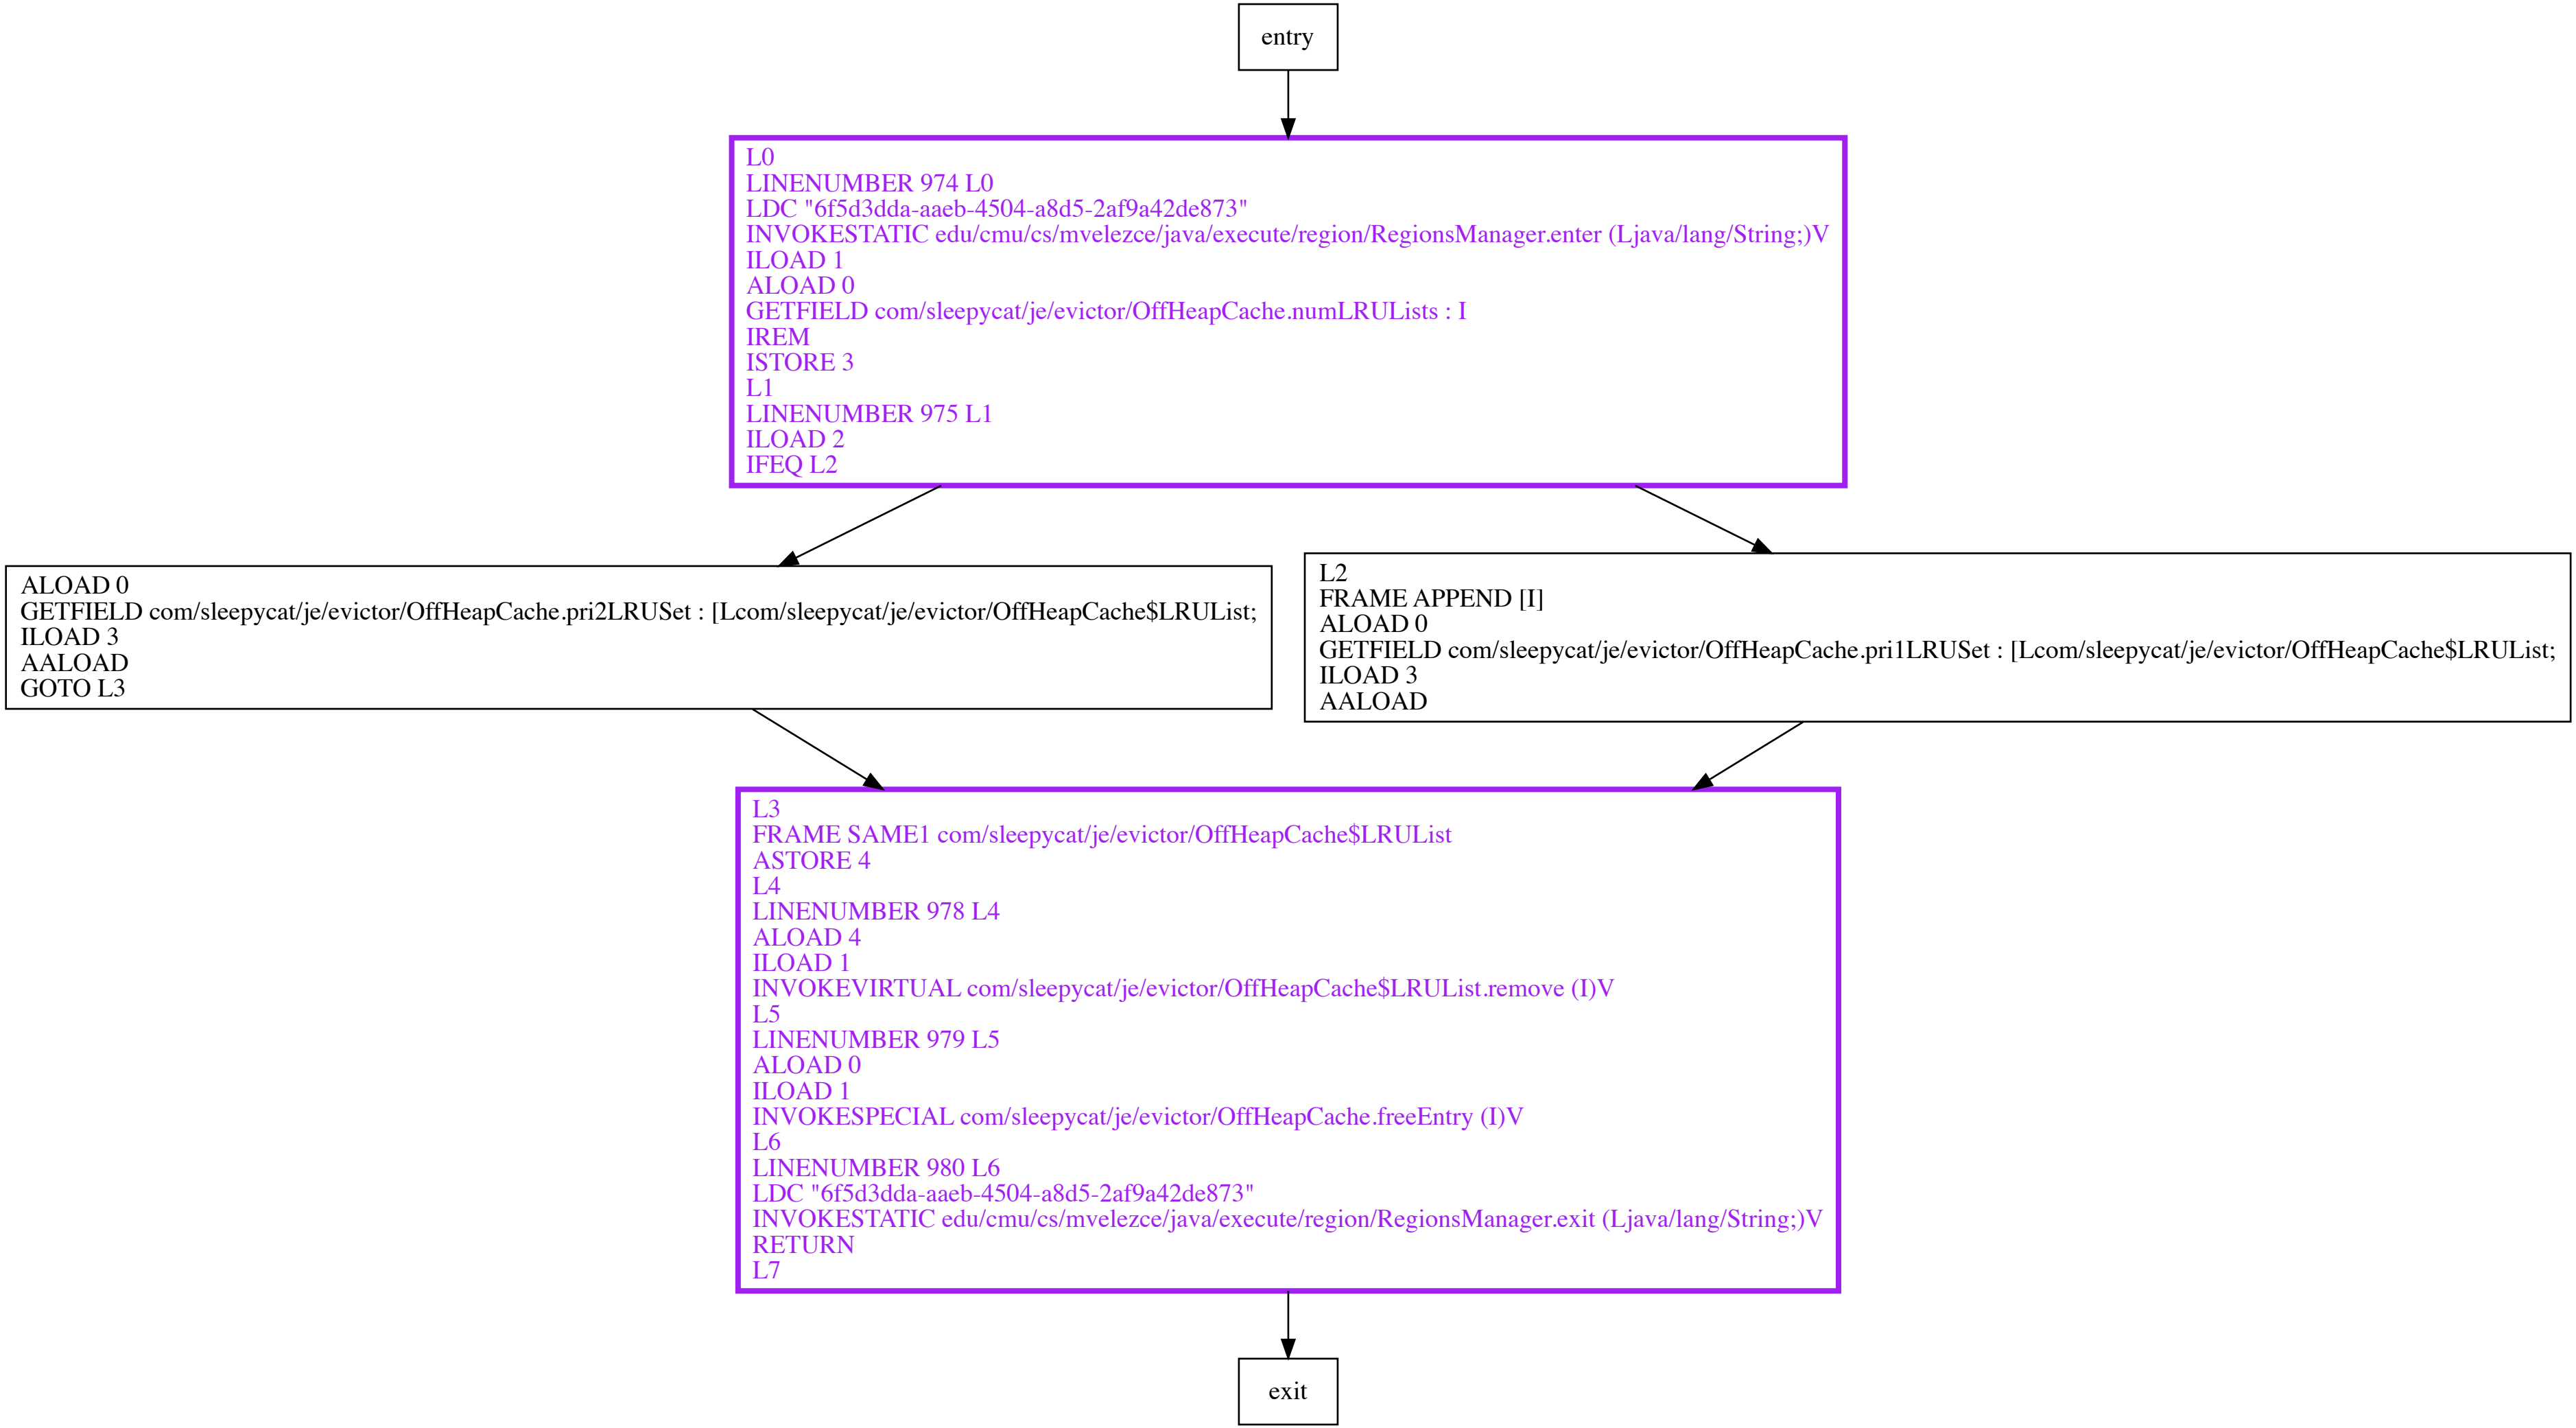 entry
L0
LINENUMBER 974 L0
LDC "6f5d3dda-aaeb-4504-a8d5-2af9a42de873"
INVOKESTATIC edu/cmu/cs/mvelezce/java/execute/region/RegionsManager.enter (Ljava/lang/String;)V
ILOAD 1
ALOAD 0
GETFIELD com/sleepycat/je/evictor/OffHeapCache.numLRULists : I
IREM
ISTORE 3
L1
LINENUMBER 975 L1
ILOAD 2
IFEQ L2
ALOAD 0
GETFIELD com/sleepycat/je/evictor/OffHeapCache.pri2LRUSet : [Lcom/sleepycat/je/evictor/OffHeapCache$LRUList;
ILOAD 3
AALOAD
GOTO L3
L2
FRAME APPEND [I]
ALOAD 0
GETFIELD com/sleepycat/je/evictor/OffHeapCache.pri1LRUSet : [Lcom/sleepycat/je/evictor/OffHeapCache$LRUList;
ILOAD 3
AALOAD
L3
FRAME SAME1 com/sleepycat/je/evictor/OffHeapCache$LRUList
ASTORE 4
L4
LINENUMBER 978 L4
ALOAD 4
ILOAD 1
INVOKEVIRTUAL com/sleepycat/je/evictor/OffHeapCache$LRUList.remove (I)V
L5
LINENUMBER 979 L5
ALOAD 0
ILOAD 1
INVOKESPECIAL com/sleepycat/je/evictor/OffHeapCache.freeEntry (I)V
L6
LINENUMBER 980 L6
LDC "6f5d3dda-aaeb-4504-a8d5-2af9a42de873"
INVOKESTATIC edu/cmu/cs/mvelezce/java/execute/region/RegionsManager.exit (Ljava/lang/String;)V
RETURN
L7
exit